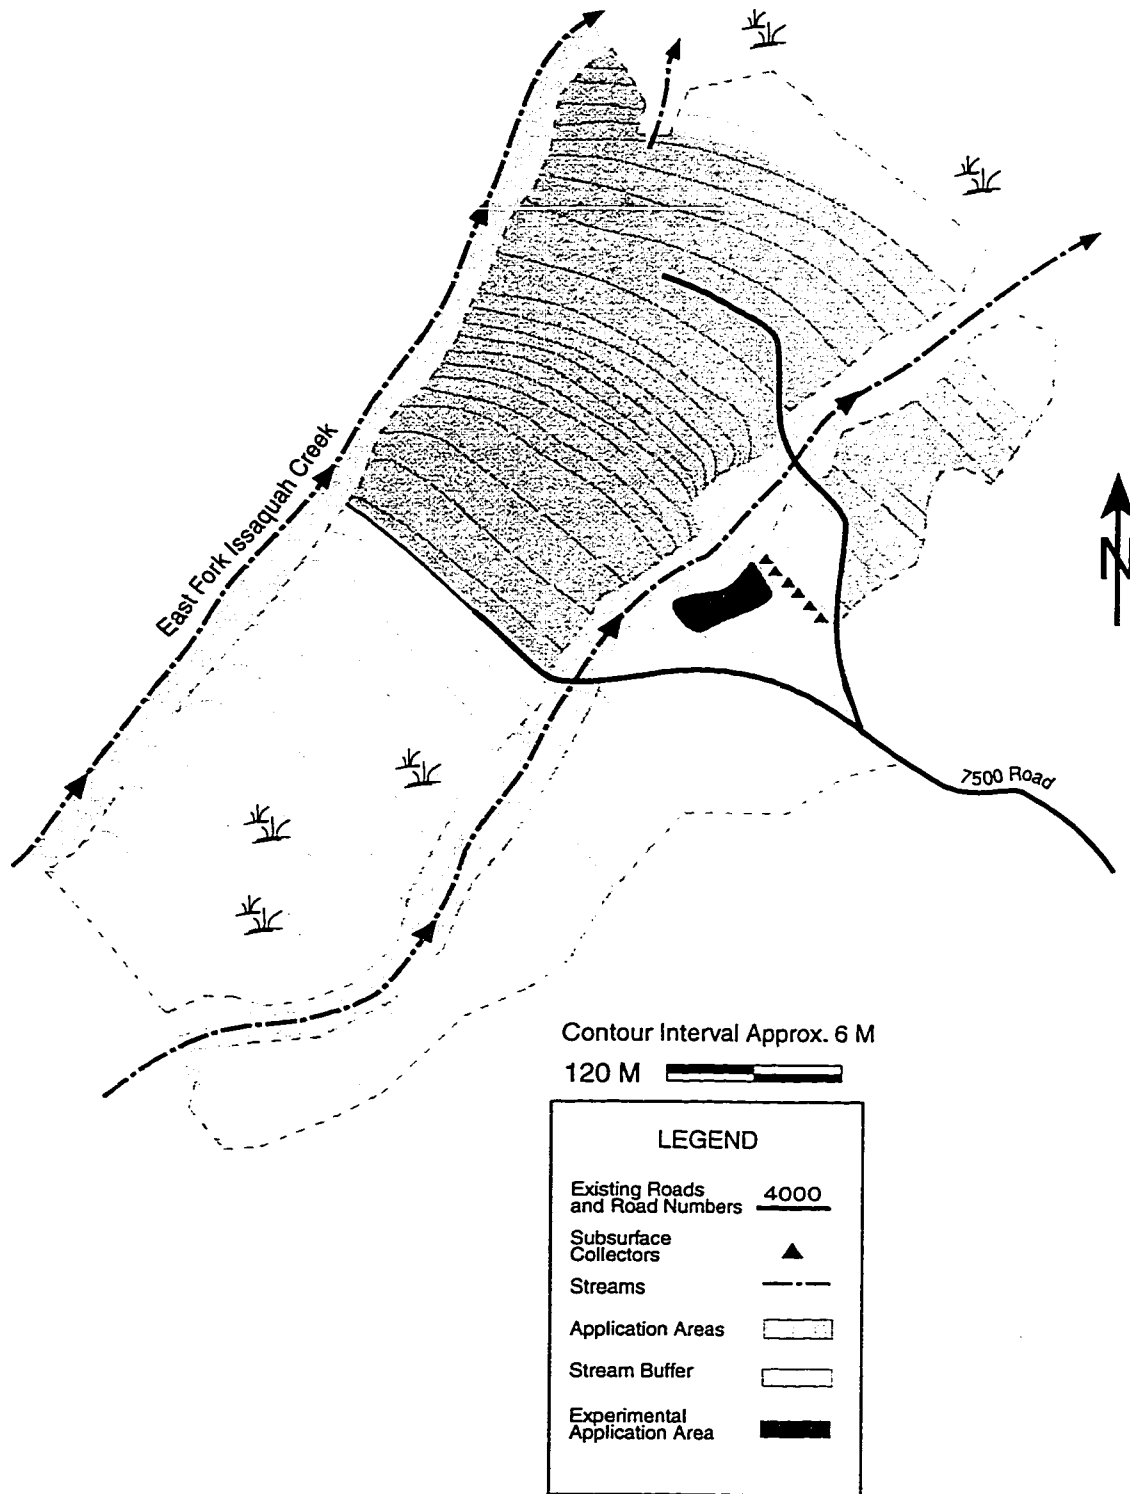 East Fork Issaquah Creek
N
7500 Road
Contour Interval Approx. 6 M
120 M
LEGEND
Existing Roads
and Road Numbers
4000
Subsurface
Collectors
Streams
Application Areas
Stream Buffer
Experimental
Application Area